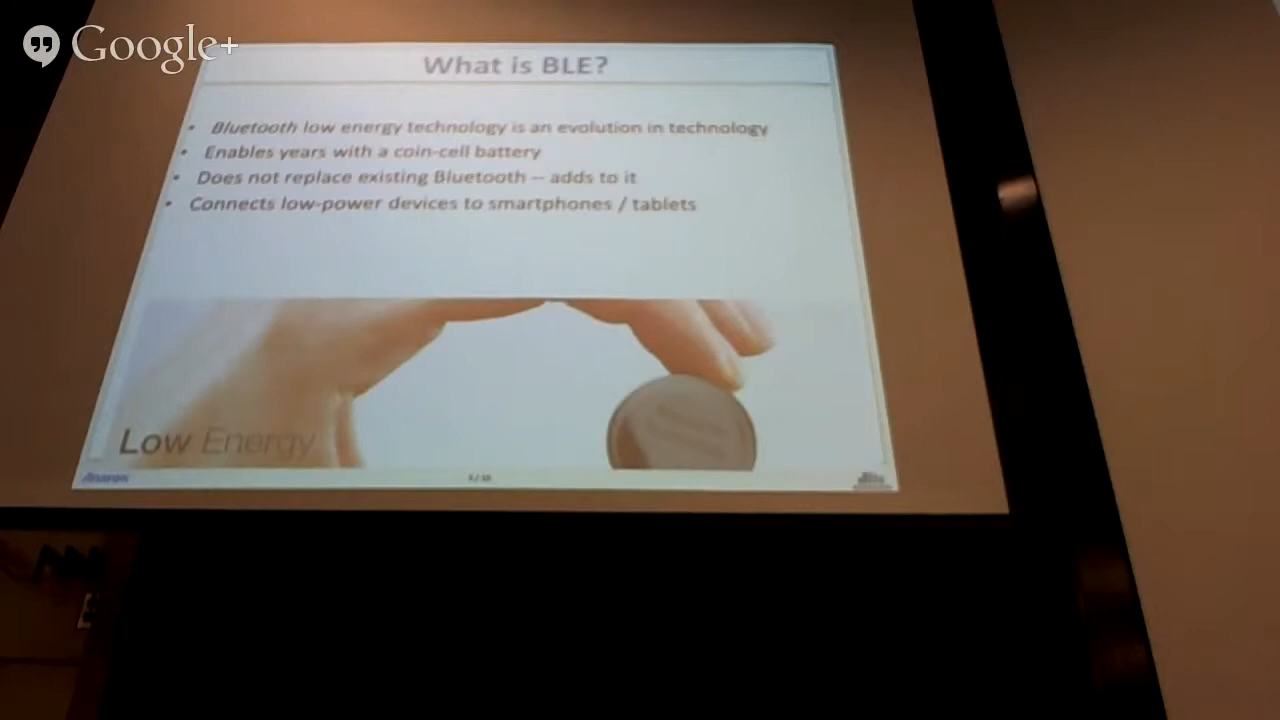 Google+
What is BLE?
• Bluetooth low energy technology is an evolution in technology
• Enables years with a coin-cell battery
• Does not replace existing Bluetooth – adds to it
• Connects low-power devices to smartphones / tablets
Low Energy
Anaren